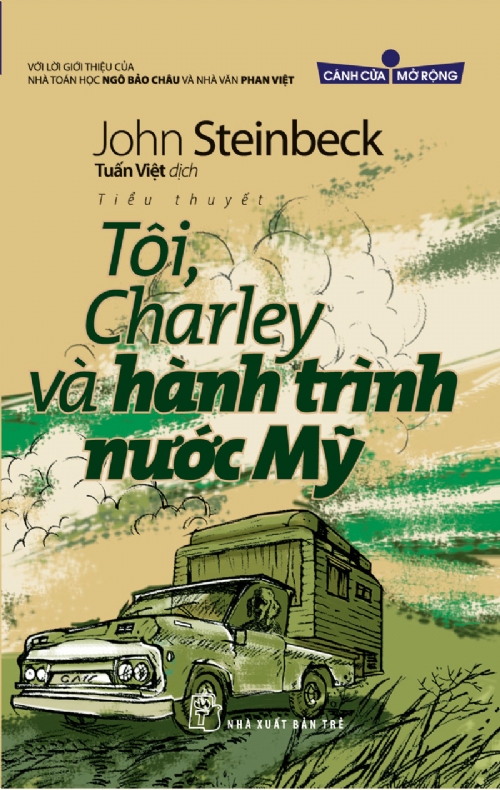 VỚI LỜI GIỚI THIỆU CỦA
NHÀ TOÁN HỌC NGÔ BẢO CHÂU VÀ NHÀ VĂN PHAN VIỆT
CÁNH CỬA MỞ RỘNG
John Steinbeck
Tuấn Việt dịch
Tiểu thuyết
Tôi,
Charley
và hành trình
nước Mỹ
GMC
NHÀ XUẤT BẢN TRẺ